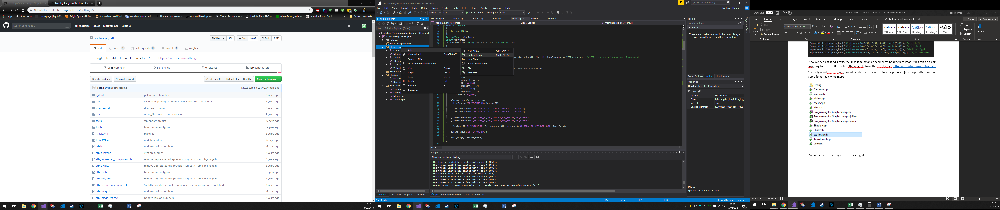 Loading images with stb - aleksa
GitHub, Inc. [US] | https://github.com/nothings/stb
Apps Bookmarks Homepage | MySuff Bright Space - Univer Anime Media – Wat Watch cartoons onlin Home - Uniqueannif Android Developmen The wxPython tutoria Hack & Slash RPG - A (the eff-bot guide to) Introduction to Artifi » Other bookmarks
Search or jump to... / Pull requests Issues Marketplace Explore
nothings / stb
Watch 556 Star 9,007 Fork 2,073
Code Issues 73 Pull requests 17 Projects 0 Insights
stb single-file public domain libraries for C/C++ https://twitter.com/nothings
1,653 commits 3 branches 0 releases 129 contributors
Branch: master New pull request Create new file Upload files Find file Clone or download
Sean Barrett update readme Latest commit 59e9702 6 days ago
.github pull request template 2 years ago
data change map image formats to workaround stb_image bug 3 years ago
deprecated deprecate rrsprintf 2 years ago
docs other_libs points to new location 2 years ago
tests stb_sprintf: credits 6 days ago
tools Misc. comment typos a year ago
.travis.yml makefile 2 years ago
README.md update readme 6 days ago
stb.h update version numbers 6 days ago
stb_c_lexer.h version number 2 years ago
stb_connected_components.h remove deprecated old-precision jpg path from stb_image.h 2 years ago
stb_divide.h remove deprecated old-precision jpg path from stb_image.h 2 years ago
stb_dxt.h Misc. comment typos a year ago
stb_easy_font.h remove deprecated old-precision jpg path from stb_image.h 2 years ago
stb_herringbone_wang_tile.h Slightly modify the public domain license to keep it in the public do... 3 years ago
stb_image.h update version numbers 6 days ago
stb_image_resize.h Update version numbers 2 years ago
12:12
13/02/2019
Programing for Graphics - Microsoft Visual Studio
Quick Launch (Ctrl+Q)
File Edit View Project Build Debug Team Nsight Tools Test R Tools Analyze Window Help
Nicholas Thomas NT
Debug x86 Local Windows Debugger Auto
Solution Explorer
Search Solution Explorer (Ctrl+;)
Solution 'Programing for Graphics' (1 project
Programing for Graphics
References
External Dependencies
Header File
Camera
Mesh.h
Shader.
stb_ima
Transfo
Vertex.h
Resource F
Shaders
Basic.fr
Basic.ve
Source File
Camera
Main.cp
Mesh.cpp
Shader.cpp
Solution... Class View Property... Team Ex...
Add
Class Wizard... Ctrl+Shift+X
Scope to This
New Solution Explorer View
Cut Ctrl+X
Copy Ctrl+C
Paste Ctrl+V
Delete Del
Rename F2
Properties
New Item... Ctrl+Shift+A
Existing Item... Shift+Alt+A
New Filter
From Cookiecutter...
Class...
Resource...
stb_image.h Mesh.cpp Basic.frag Basic.vert Main.cpp Mesh.h Vertex.h
Programing for Graphics (Global Scope) main(int argc, char * argv[])
enum TextureType
{
texture_diffuse
};
TextureType texturType;
GLuint textureID;
void LoadTexture(string TextureLocation, TextureType type)
{
.c_str(), &width, &height, &numComponents, STBI_rgb_alpha); //STBI_rgb_alpha = 4 as we want 4 components
< TextureLocation << endl;
format;
omponents == 1)
at = GL_RED;
omponents == 3)
at = GL_RGB;
omponents == 4)
format = GL_RGBA;
glGenTextures(1, &textureID);
glBindTexture(GL_TEXTURE_2D, textureID);
glTexParameteri(GL_TEXTURE_2D, GL_TEXTURE_WRAP_S, GL_REPEAT);
glTexParameteri(GL_TEXTURE_2D, GL_TEXTURE_WRAP_T, GL_REPEAT);
glTexParameterf(GL_TEXTURE_2D, GL_TEXTURE_MIN_FILTER, GL_LINEAR);
glTexParameterf(GL_TEXTURE_2D, GL_TEXTURE_MAG_FILTER, GL_LINEAR);
glTexImage2D(GL_TEXTURE_2D, 0, format, width, height, 0, GL_RGBA, GL_UNSIGNED_BYTE, ImageData);
glBindTexture(GL_TEXTURE_2D, 0);
stbi_image_free(ImageData);
}
87 %
Output
Show output from: Debug
The thread 0x5fa0 has exited with code 0 (0x0).
The thread 0x36b4 has exited with code 0 (0x0).
The thread 0x4e50 has exited with code 0 (0x0).
The thread 0x24d0 has exited with code 0 (0x0).
The thread 0xb68 has exited with code 0 (0x0).
The thread 0x74e0 has exited with code 0 (0x0).
The thread 0x7998 has exited with code 0 (0x0).
The thread 0x34f4 has exited with code 0 (0x0).
The program '[17480] Programing for Graphics.exe' has exited with code 0 (0x0).
Output Find Symbol Results Task List Error List
Toolbox
Search Toolbox
General
There are no usable controls in this group. Drag an
item onto this text to add it to the toolbox.
Server Explorer Toolbox Notifications
Diagnostic Tools
Properties
Header Files Filter Properties
(Name) Header Files
Filter h;hh;hpp;hxx;hm;inl;inc;ipp;
SCC Files True
Unique Identifier {93995380-89BD-4b04-88EB
(Name)
Specifies the name of the filter.
Ready Ln 147 Col 5 Ch 5 INS Add to Source Control
12:12
13/02/2019
AutoSave On Textures.docx - Saved to OneDrive - University of Suffolk Nick Thomas
File Home Insert Design Layout References Mailings Review View Help Tell me what you want to do Share Comments
Paste Cut Copy Format Painter
Calibri (Body) 11
Normal No Spac... Heading 1 Heading 2 Title
Find Replace Select Dictate
Clipboard Font Paragraph Styles Editing Voice
SquareVerticies.push_back( Vertex(vec3(-0.5f, 0.5f, 1.0f), vec2(0,0))); //top left
SquareVerticies.push_back( Vertex(vec3(0.5f, 0.5f, 1.0f), vec2(1, 0))); //top right
SquareVerticies.push_back( Vertex(vec3(0.5f, -0.5f, 1.0f), vec2(1, 1))); //bottom right
SquareVerticies.push_back( Vertex(vec3(-0.5f, -0.5f, 1.0f), vec2(0, 1))); //bottom left
Now we need to load a texture. Since loading and decompressing different image files can be a pain,
im going to use a .h file, called stb_image.h, from the stb liberary (https://github.com/nothings/stb).
You only need stb_image.h, download that and include it in your project. I just dropped it in to the
same folder as my main.cpp:
Debug
Camera.cpp
Camera.h
Main.cpp
Mesh.cpp
Mesh.h
Programing for Graphics.vcxproj
Programing for Graphics.vcxproj.filters
Programing for Graphics.vcxproj.user
Shader.cpp
Shader.h
stb_image.h
Transform.hpp
Vertex.h
And added it to my project as an existing file:
Page 7 of 7 847 words 110%
12:12
13/02/2019